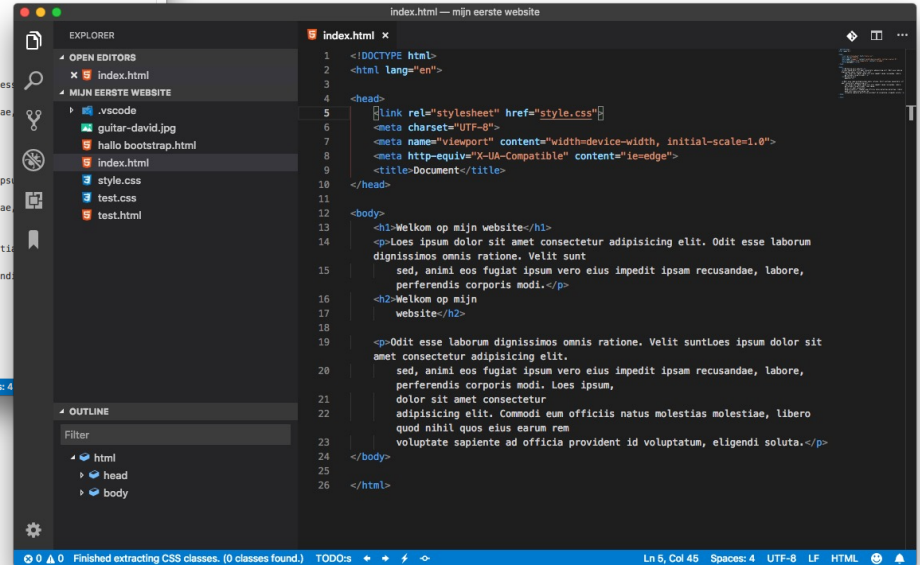 index.html — mijn eerste website
EXPLORER
OPEN EDITORS
index.html
MIJN EERSTE WEBSITE
.vscode
guitar-david.jpg
hallo bootstrap.html
index.html
style.css
test.css
test.html
OUTLINE
Filter
html
head
body
index.html
1 <!DOCTYPE html>
2 <html lang="en">
3
4 <head>
5 <link rel="stylesheet" href="style.css">
6 <meta charset="UTF-8">
7 <meta name="viewport" content="width=device-width, initial-scale=1.0">
8 <meta http-equiv="X-UA-Compatible" content="ie=edge">
9 <title>Document</title>
10 </head>
11
12 <body>
13 <h1>Welkom op mijn website</h1>
14 <p>Loes ipsum dolor sit amet consectetur adipisicing elit. Odit esse laborum
dignissimos omnis ratione. Velit sunt
15 sed, animi eos fugiat ipsum vero eius impedit ipsam recusandae, labore,
perferendis corporis modi.</p>
16 <h2>Welkom op mijn
17 website</h2>
18
19 <p>Odit esse laborum dignissimos omnis ratione. Velit suntLoes ipsum dolor sit
amet consectetur adipisicing elit.
20 sed, animi eos fugiat ipsum vero eius impedit ipsam recusandae, labore,
perferendis corporis modi. Loes ipsum,
21 dolor sit amet consectetur
22 adipisicing elit. Commodi eum officiis natus molestias molestiae, libero
quod nihil quos eius earum rem
23 voluptate sapiente ad officia provident id voluptatum, eligendi soluta.</p>
24 </body>
25
26 </html>
0 0 Finished extracting CSS classes. (0 classes found.) TODO:s
Ln 5, Col 45 Spaces: 4 UTF-8 LF HTML